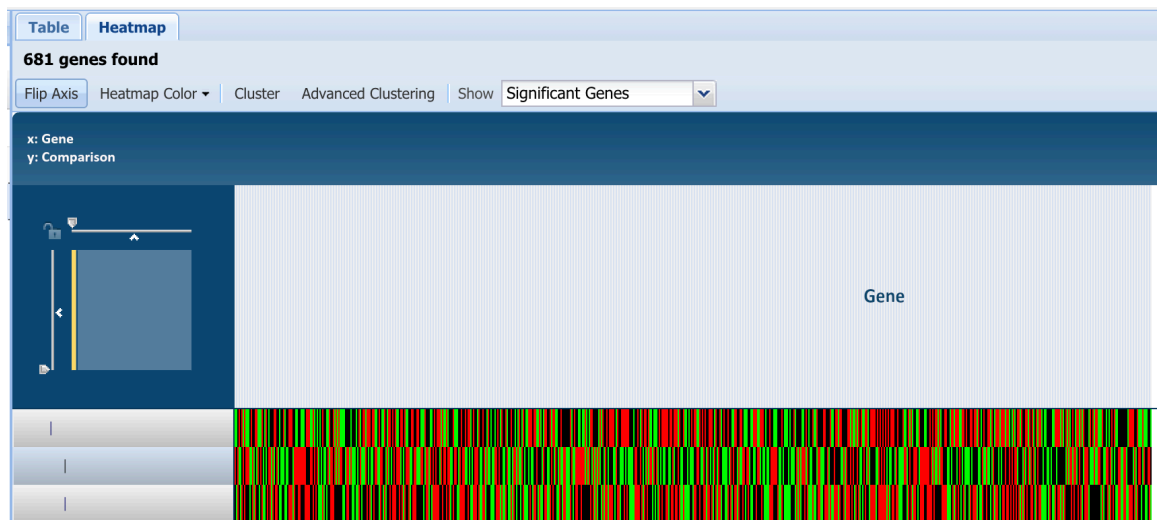 Table Heatmap
681 genes found
Flip Axis Heatmap Color Cluster Advanced Clustering Show Significant Genes
x: Gene
y: Comparison
Gene